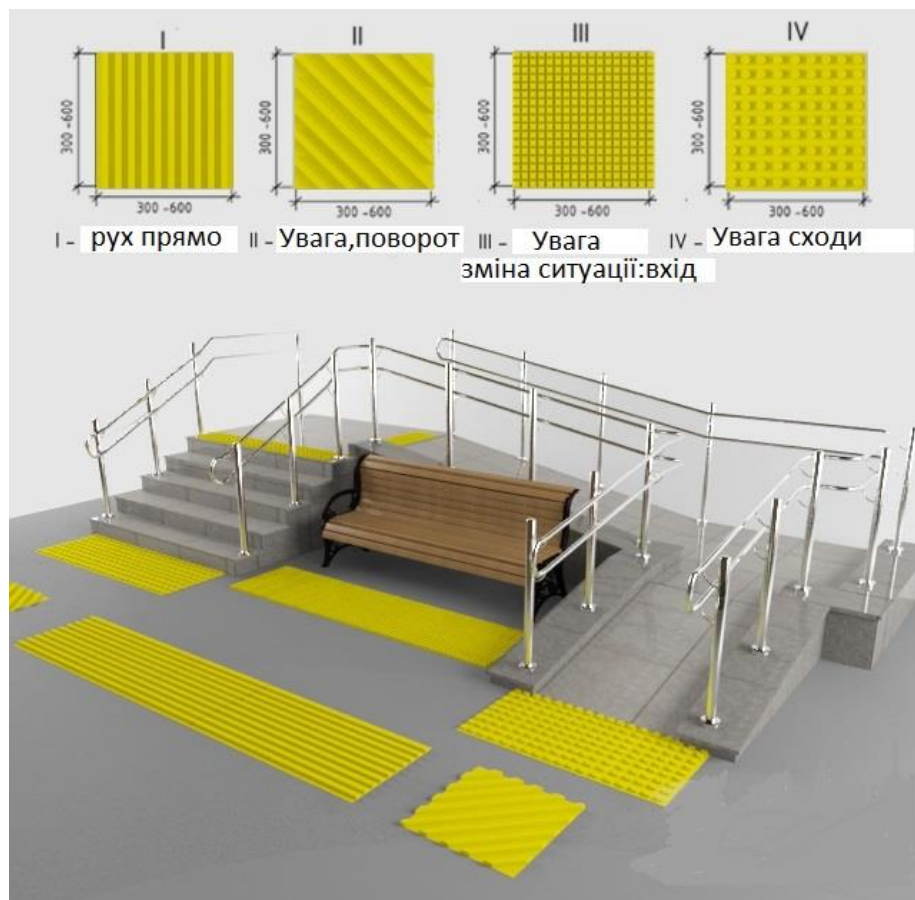 I II III IV
300 -600 300 -600 300 -600 300 -600
300 -600 300 -600 300 -600 300 -600
I - рух прямо II - Увага,поворот III - Увага IV - Увага сходи
зміна ситуації:вхід